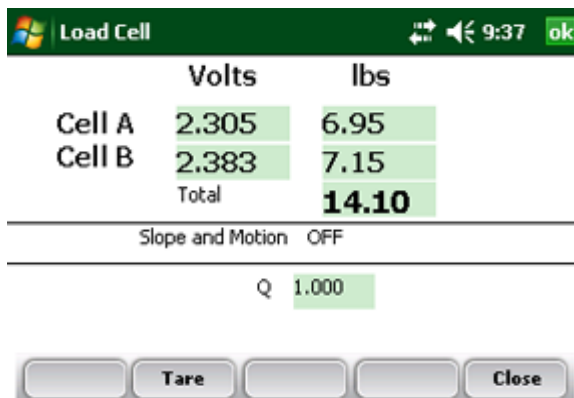 Load Cell 9:37 ok
Volts lbs
Cell A 2.305 6.95
Cell B 2.383 7.15
Total 14.10
Slope and Motion OFF
Q 1.000
Tare Close